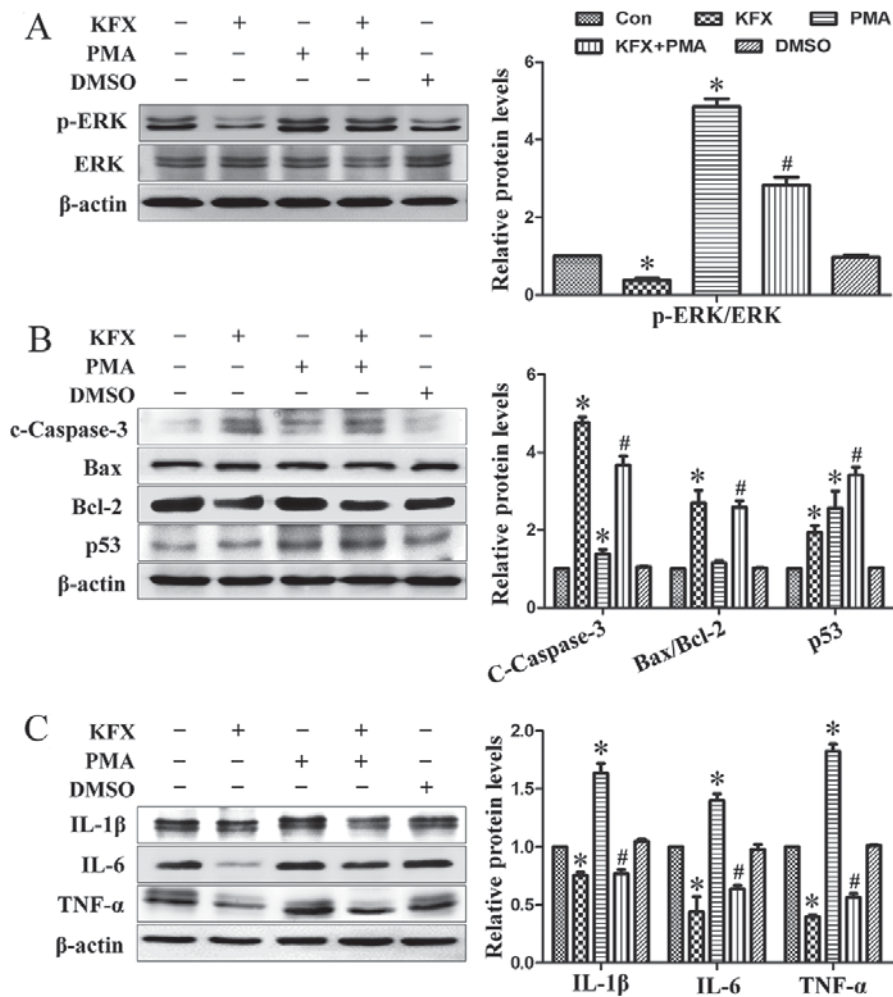 A
KFX − + − + −
PMA − − + + −
DMSO − − − − +
p-ERK
ERK
β-actin
Con KFX PMA
KFX+PMA DMSO
Relative protein levels
6
4
2
0
*
*
#
p-ERK/ERK
B
KFX − + − + −
PMA − − + + −
DMSO − − − − +
c-Caspase-3
Bax
Bcl-2
p53
β-actin
Relative protein levels
6
4
2
0
* * # * # * * #
C-Caspase-3 Bax/Bcl-2 p53
C
KFX − + − + −
PMA − − + + −
DMSO − − − − +
IL-1β
IL-6
TNF-α
β-actin
Relative protein levels
2.0
1.5
1.0
0.5
0.0
* * # * * # * * #
IL-1β IL-6 TNF-α